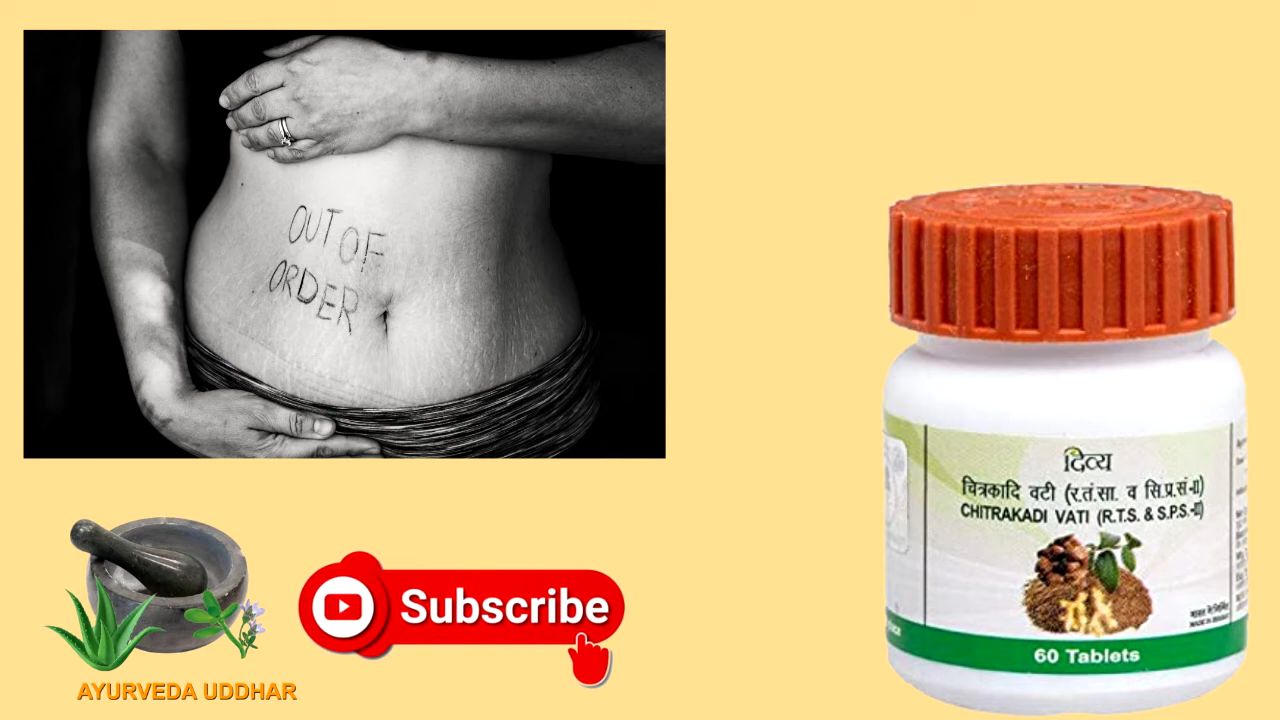 OUT OF
ORDER
AYURVEDA UDDHAR
Subscribe
दिव्य
चित्रकादि वटी (र.तं.सा. व सि.प्र.सं-II)
CHITRAKADI VATI (R.T.S. & S.P.S.-II)
60 Tablets